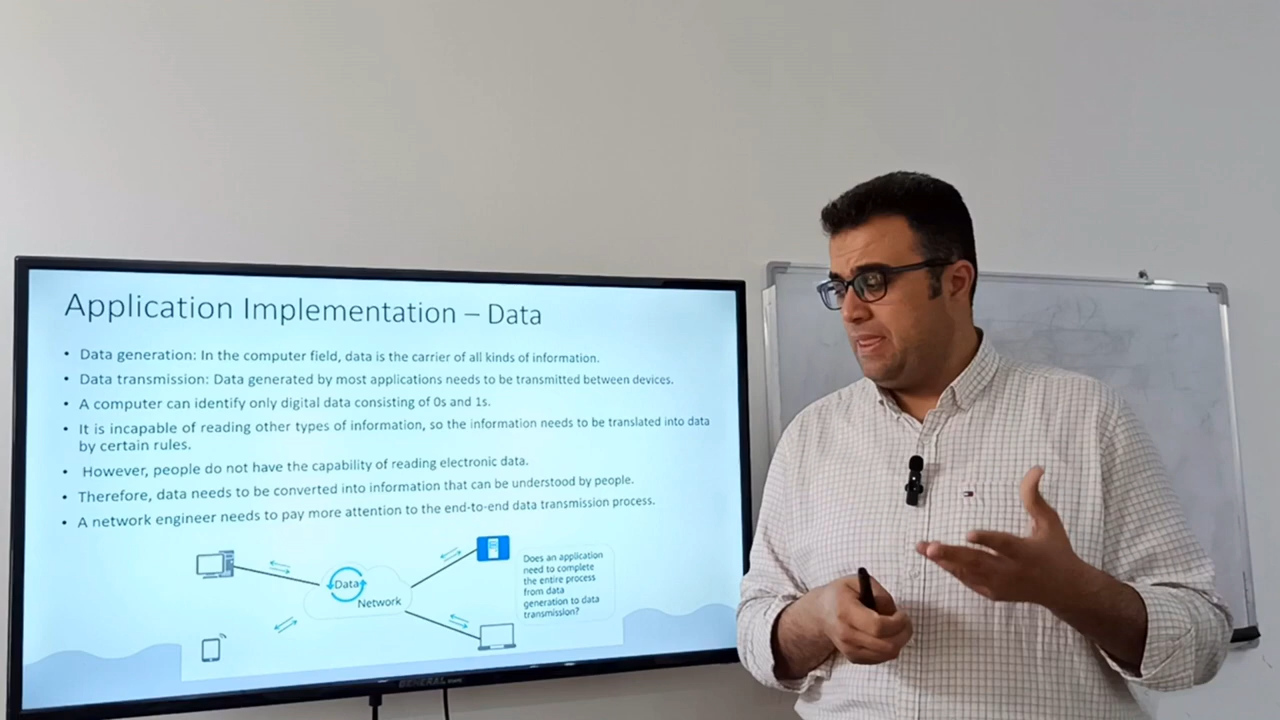 Application Implementation – Data
• Data generation: In the computer field, data is the carrier of all kinds of information.
• Data transmission: Data generated by most applications needs to be transmitted between devices.
• A computer can identify only digital data consisting of 0s and 1s.
• It is incapable of reading other types of information, so the information needs to be translated into data
by certain rules.
• However, people do not have the capability of reading electronic data.
• Therefore, data needs to be converted into information that can be understood by people.
• A network engineer needs to pay more attention to the end-to-end data transmission process.
Data
Network
Does an application
need to complete
the entire process
from data
generation to data
transmission?
GENERAL